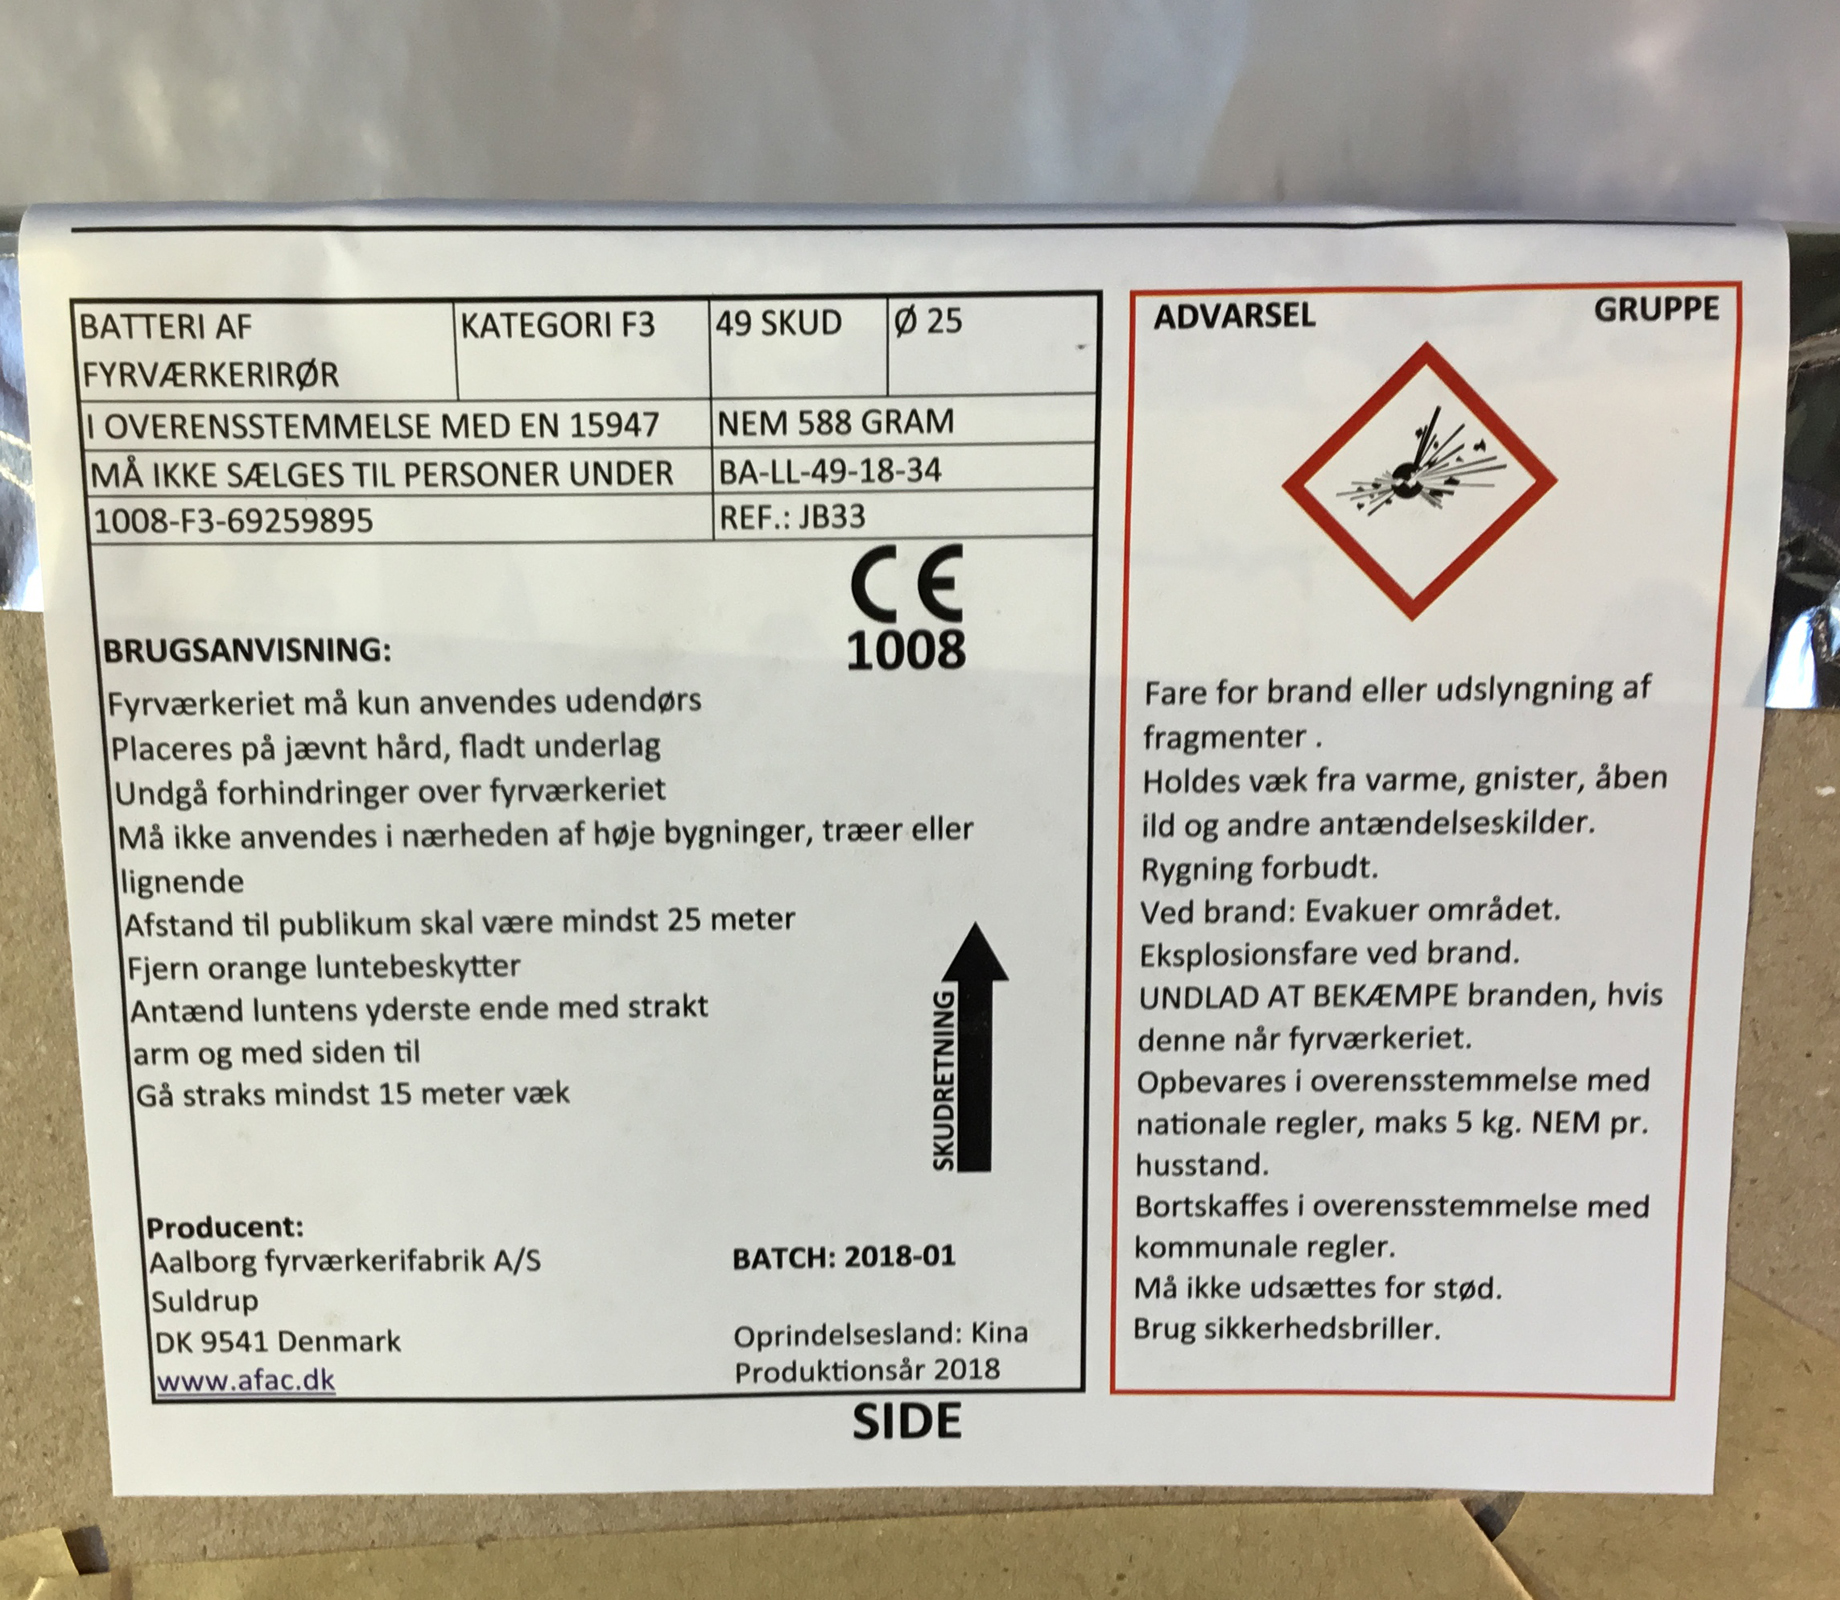 BATTERI AF
FYRVÆRKERIRØR
KATEGORI F3
49 SKUD
Ø 25
I OVERENSSTEMMELSE MED EN 15947
NEM 588 GRAM
MÅ IKKE SÆLGES TIL PERSONER UNDER
BA-LL-49-18-34
1008-F3-69259895
REF.: JB33
CE
1008
BRUGSANVISNING:
Fyrværkeriet må kun anvendes udendørs
Placeres på jævnt hård, fladt underlag
Undgå forhindringer over fyrværkeriet
Må ikke anvendes i nærheden af høje bygninger, træer eller
lignende
Afstand til publikum skal være mindst 25 meter
Fjern orange luntebeskytter
Antænd luntens yderste ende med strakt
arm og med siden til
Gå straks mindst 15 meter væk
SKUDRETNING
Producent:
Aalborg fyrværkerifabrik A/S
Suldrup
DK 9541 Denmark
www.afac.dk
BATCH: 2018-01
Oprindelsesland: Kina
Produktionsår 2018
SIDE
ADVARSEL
GRUPPE
Fare for brand eller udslyngning af
fragmenter .
Holdes væk fra varme, gnister, åben
ild og andre antændelseskilder.
Rygning forbudt.
Ved brand: Evakuer området.
Eksplosionsfare ved brand.
UNDLAD AT BEKÆMPE branden, hvis
denne når fyrværkeriet.
Opbevares i overensstemmelse med
nationale regler, maks 5 kg. NEM pr.
husstand.
Bortskaffes i overensstemmelse med
kommunale regler.
Må ikke udsættes for stød.
Brug sikkerhedsbriller.